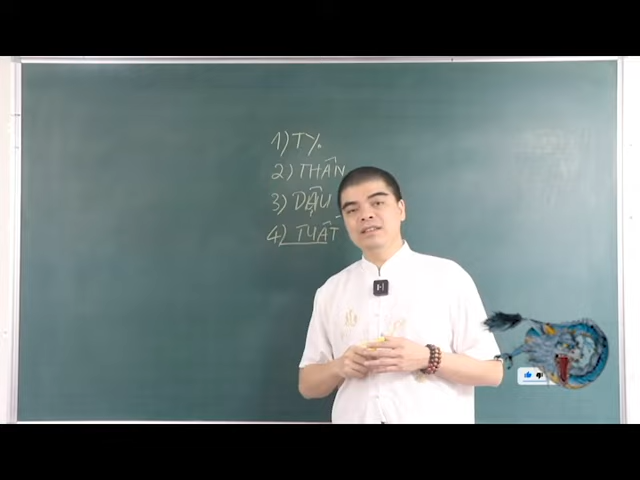 1) TỴ.
2) THÂN
3) DẬU
4) TUẤT